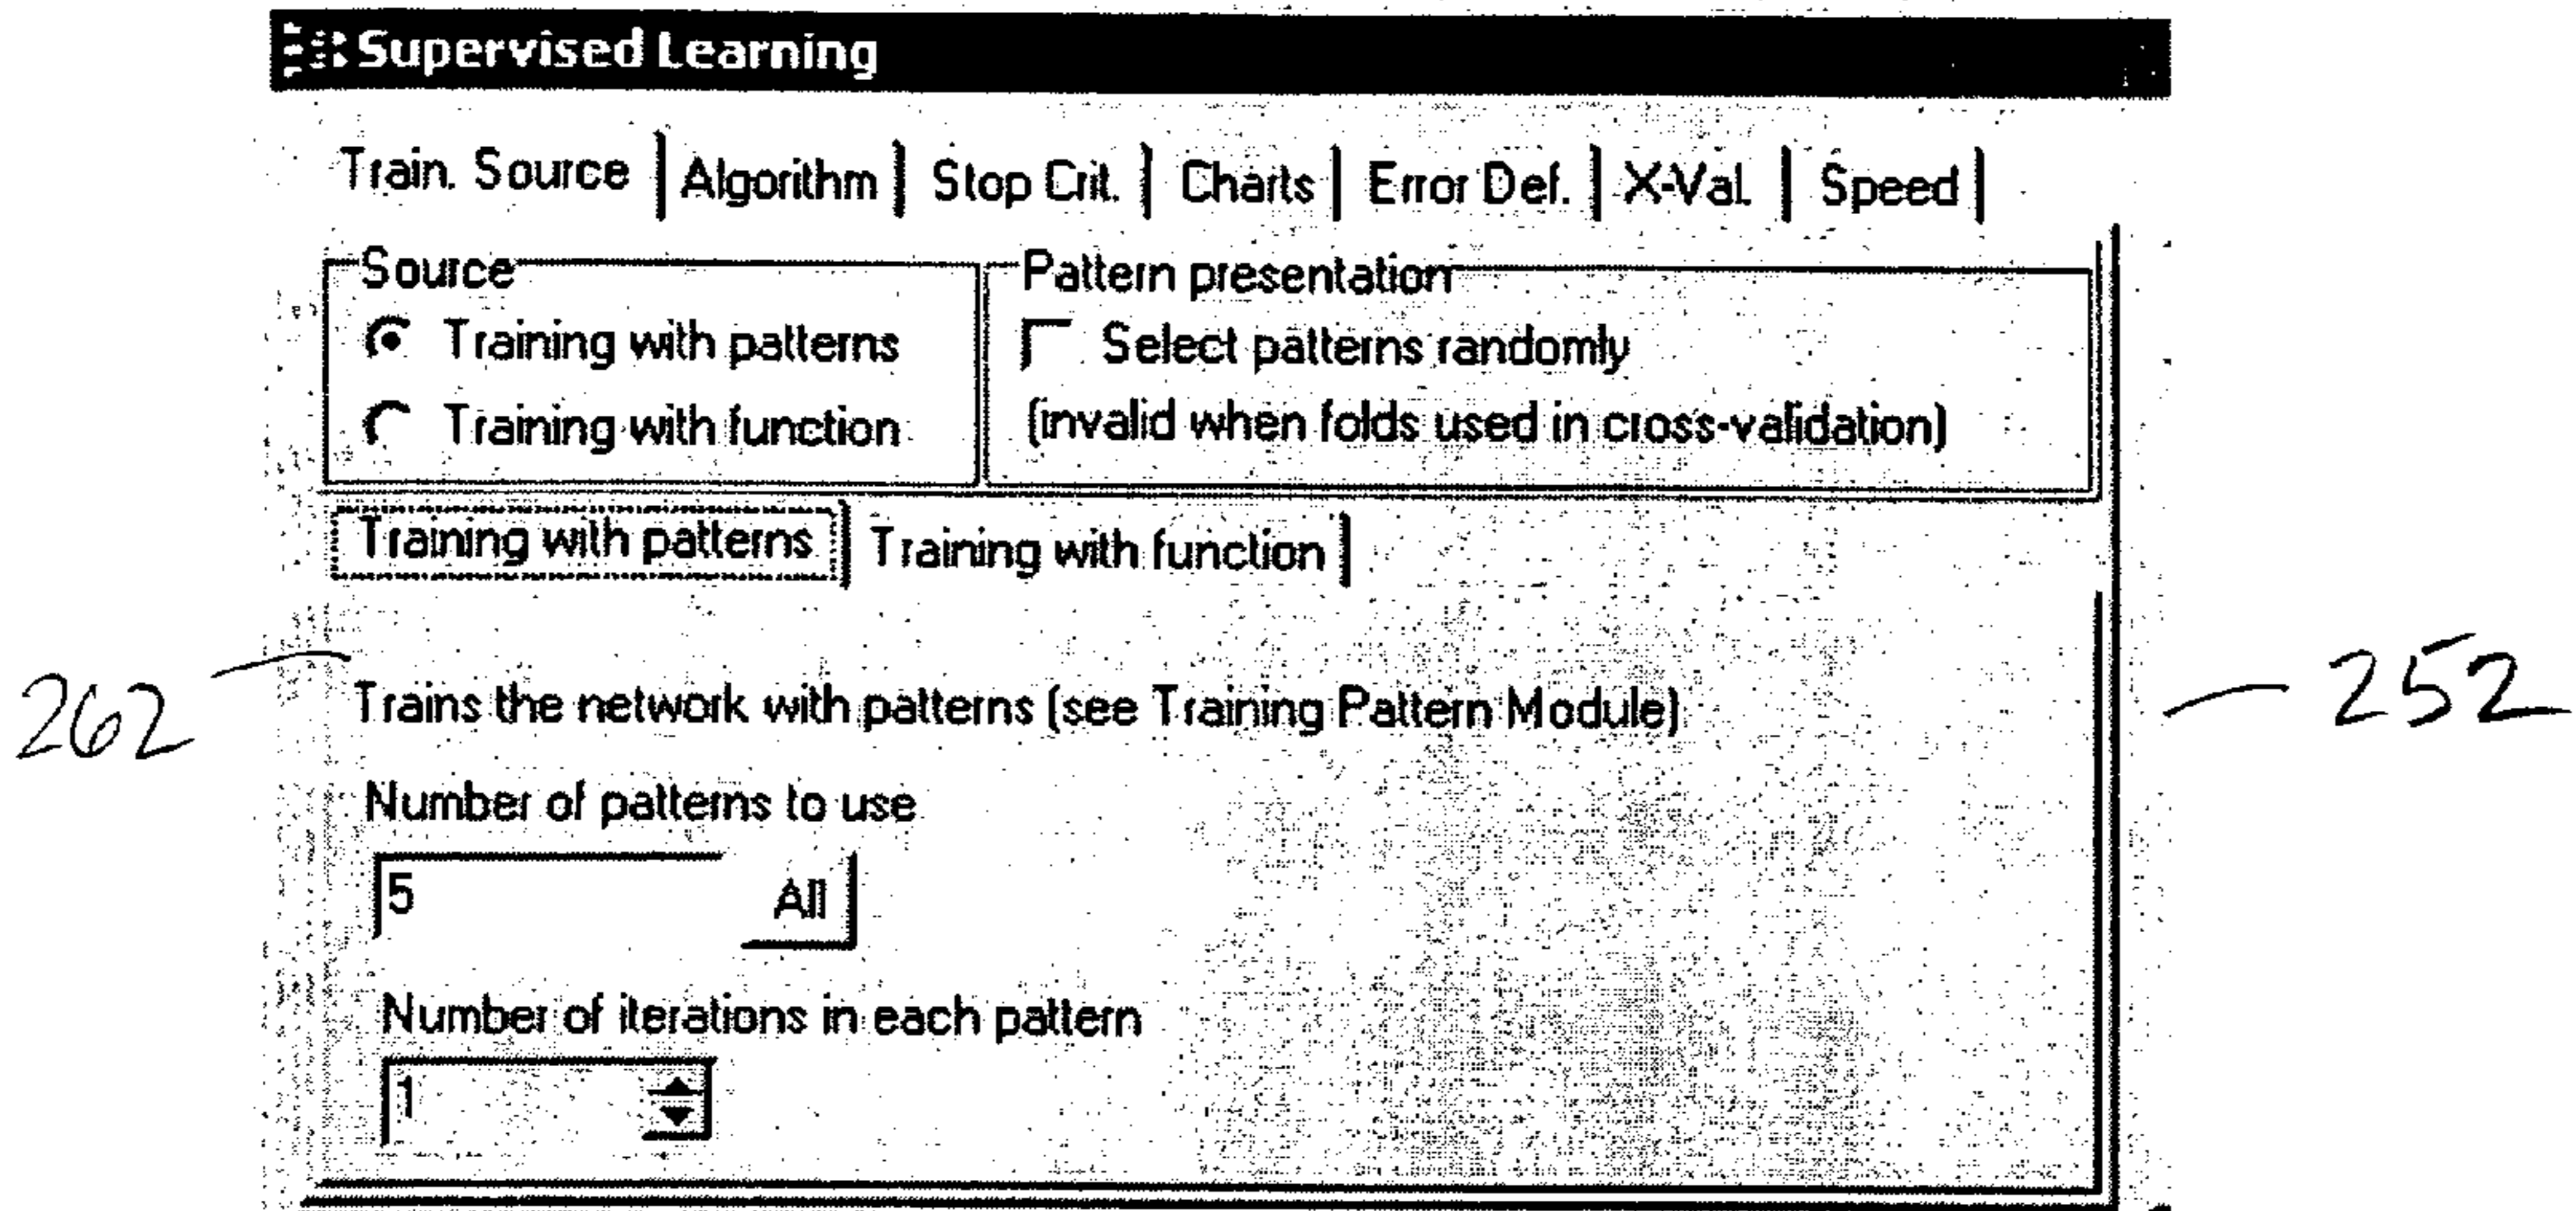 Supervised Learning
Train. Source Algorithm Stop Crit. Charts Error Def. X-Val. Speed
Source
Training with patterns
Training with function
Pattern presentation
Select patterns randomly
(invalid when folds used in cross-validation)
Training with patterns Training with function
262
252
Trains the network with patterns (see Training Pattern Module)
Number of patterns to use
5 All
Number of iterations in each pattern
1